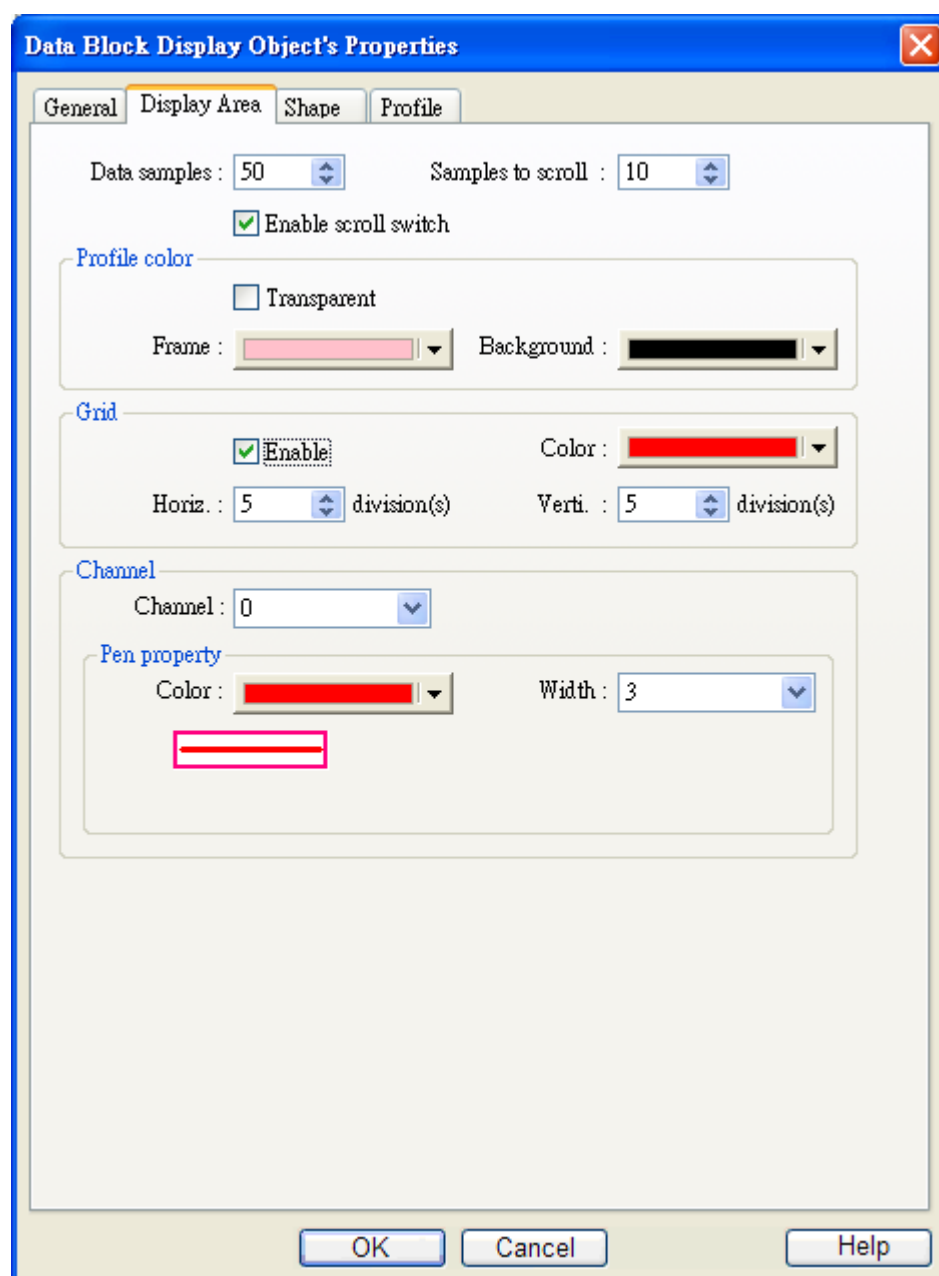 Data Block Display Object's Properties
General Display Area Shape Profile
Data samples : 50 Samples to scroll : 10
Enable scroll switch
Profile color
Transparent
Frame : Background :
Grid
Enable Color :
Horiz. : 5 division(s) Verti. : 5 division(s)
Channel
Channel : 0
Pen property
Color : Width : 3
OK Cancel Help